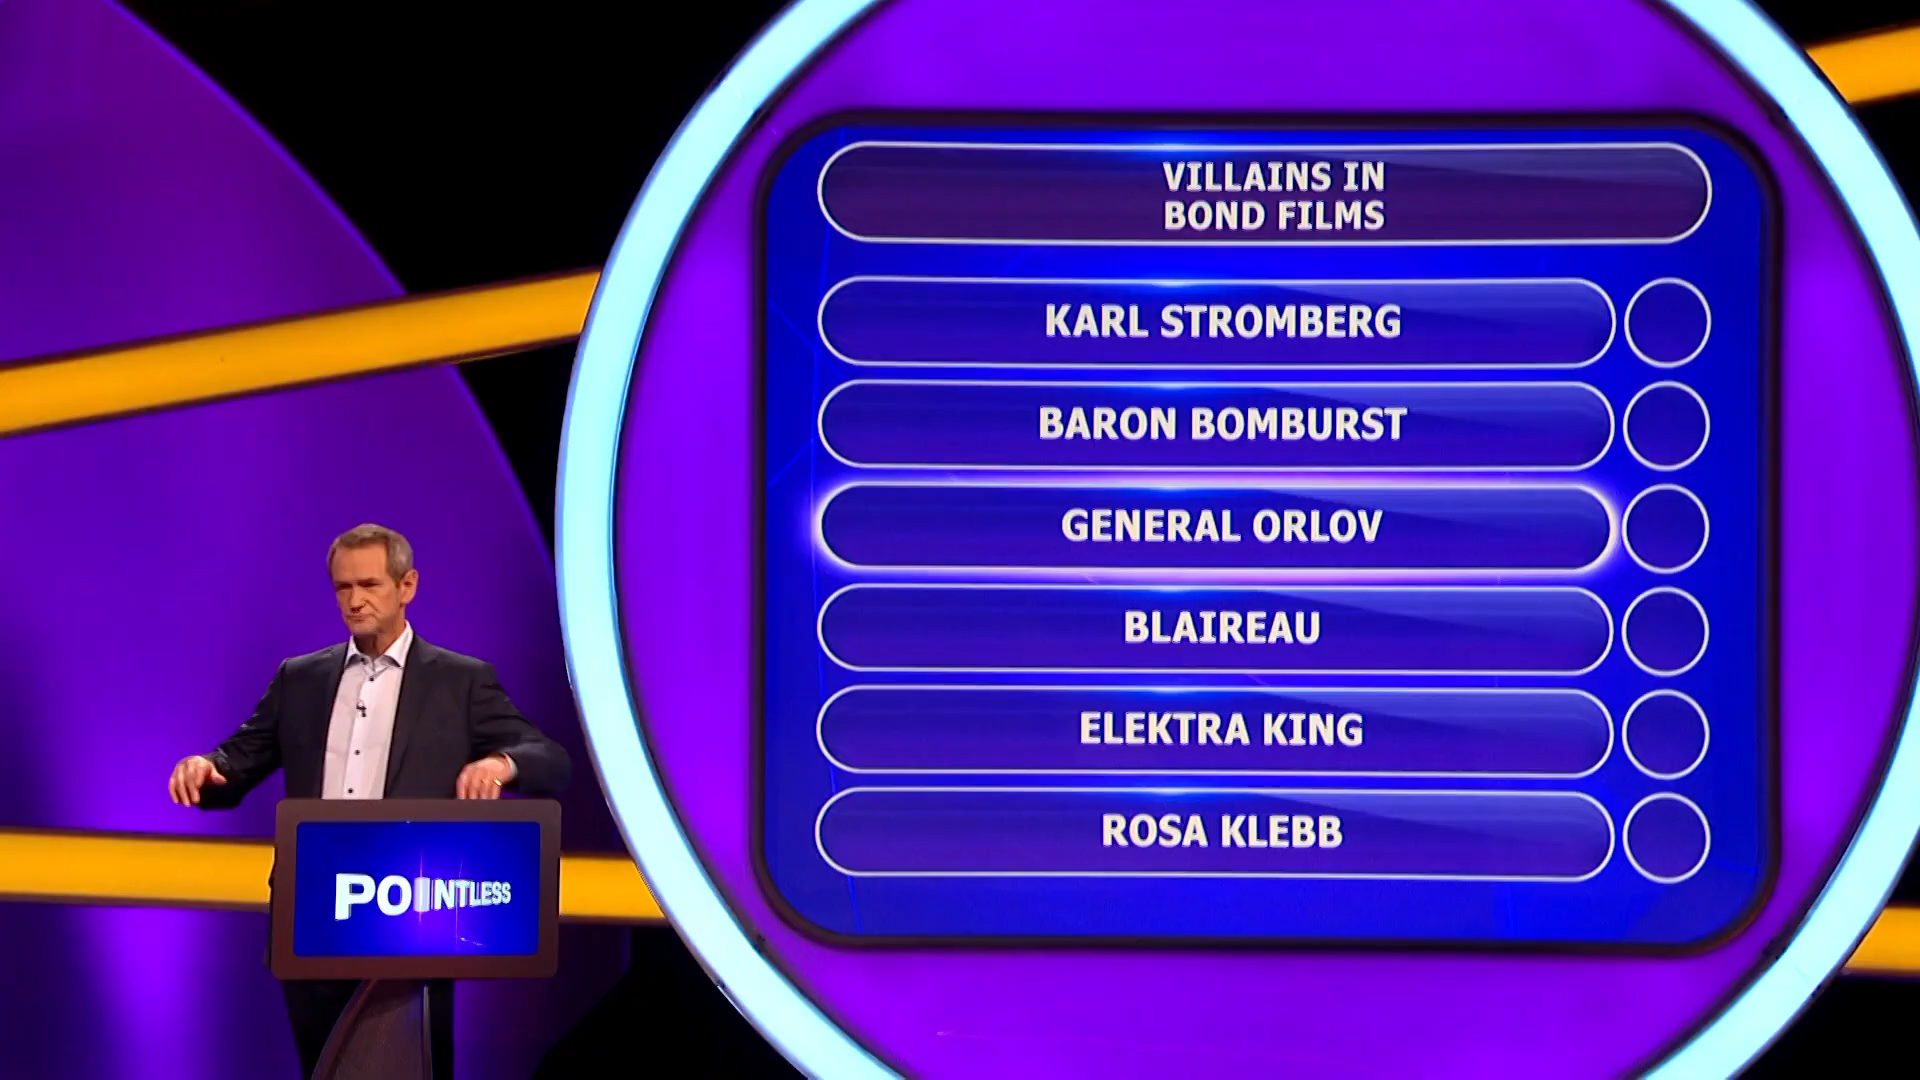 VILLAINS IN
BOND FILMS
KARL STROMBERG
BARON BOMBURST
GENERAL ORLOV
BLAIREAU
ELEKTRA KING
ROSA KLEBB
POINTLESS